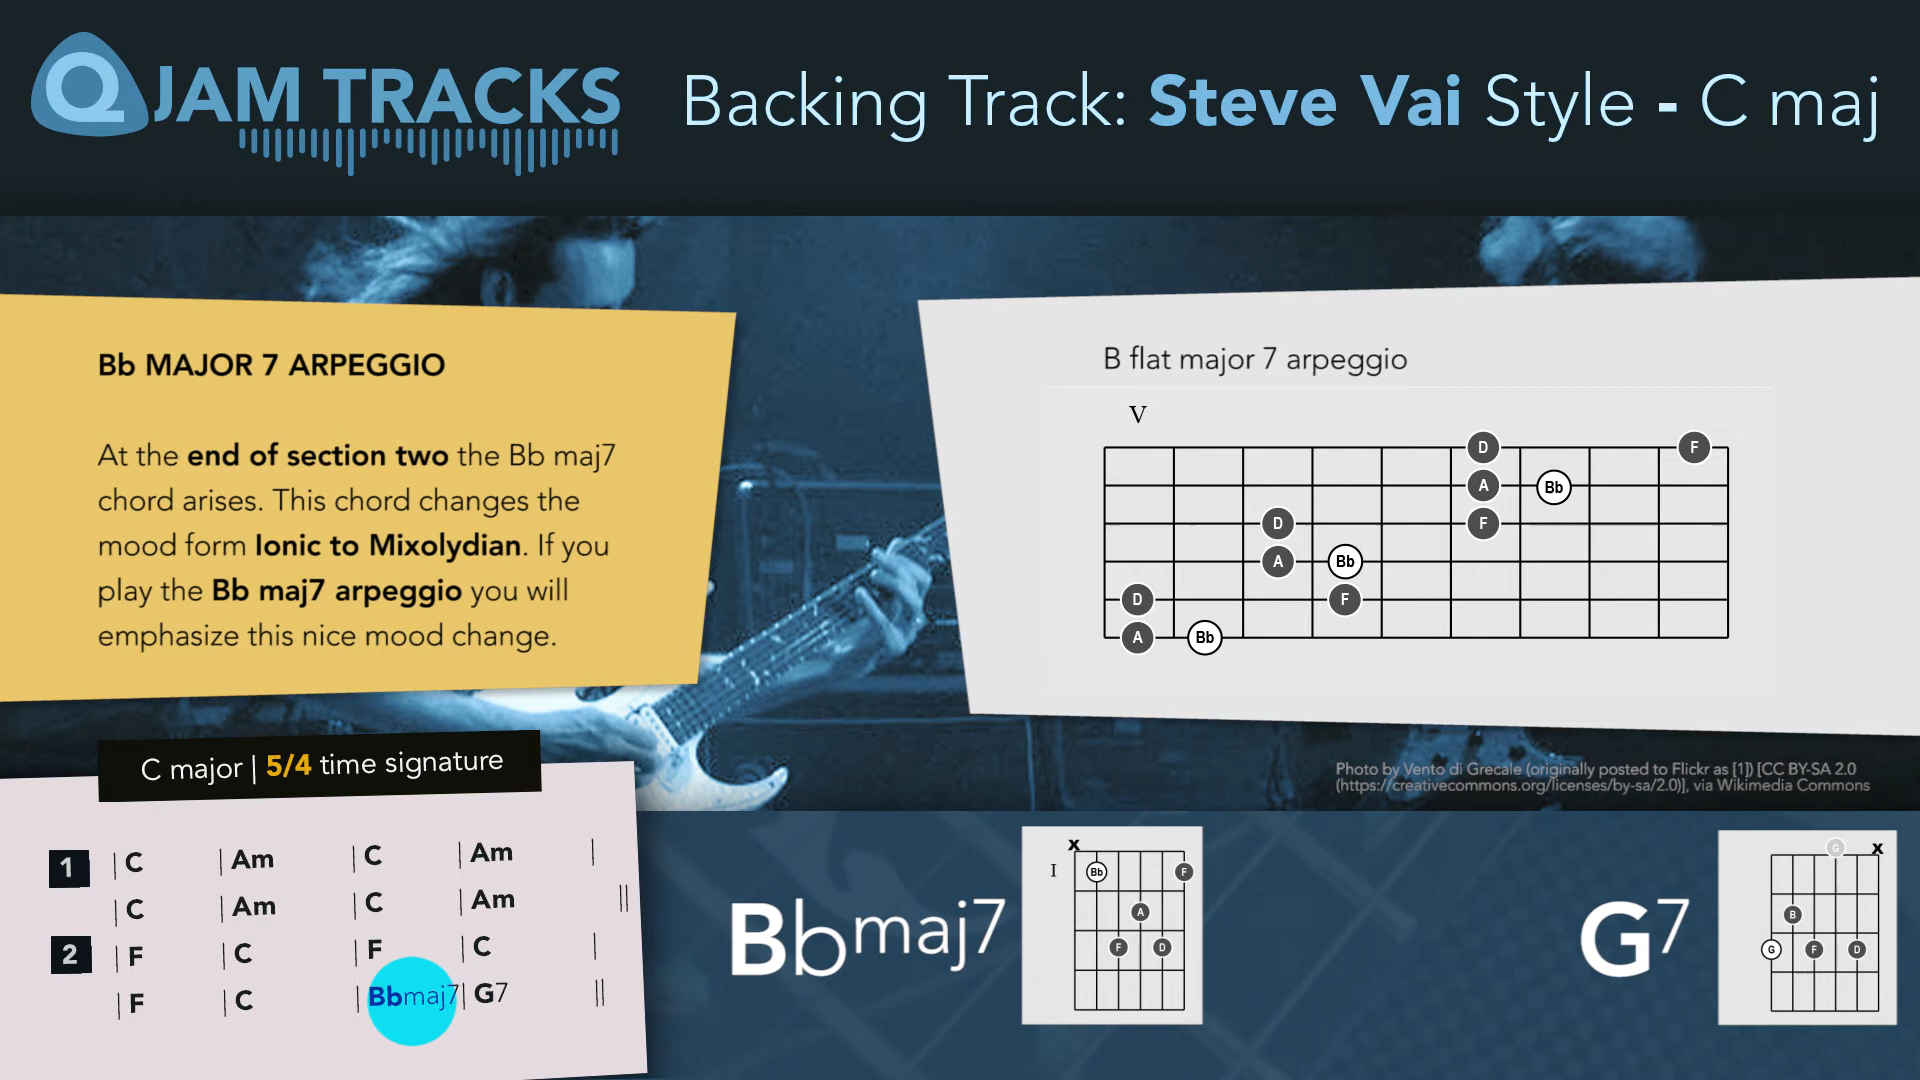 JAM TRACKS
Backing Track: Steve Vai Style - C maj
Bb MAJOR 7 ARPEGGIO
At the end of section two the Bb maj7
chord arises. This chord changes the
mood form Ionic to Mixolydian. If you
play the Bb maj7 arpeggio you will
emphasize this nice mood change.
B flat major 7 arpeggio
V
D F
A Bb
D F
A Bb
D F
A Bb
Photo by Vento di Grecale (originally posted to Flickr as [1]) [CC BY-SA 2.0
(https://creativecommons.org/licenses/by-sa/2.0)], via Wikimedia Commons
C major | 5/4 time signature
1 | C | Am | C | Am |
| C | Am | C | Am ||
2 | F | C | F | C |
| F | C | Bbmaj7 | G7 ||
Bbmaj7
x
I Bb F
A
F D
G7
G x
B
G F D